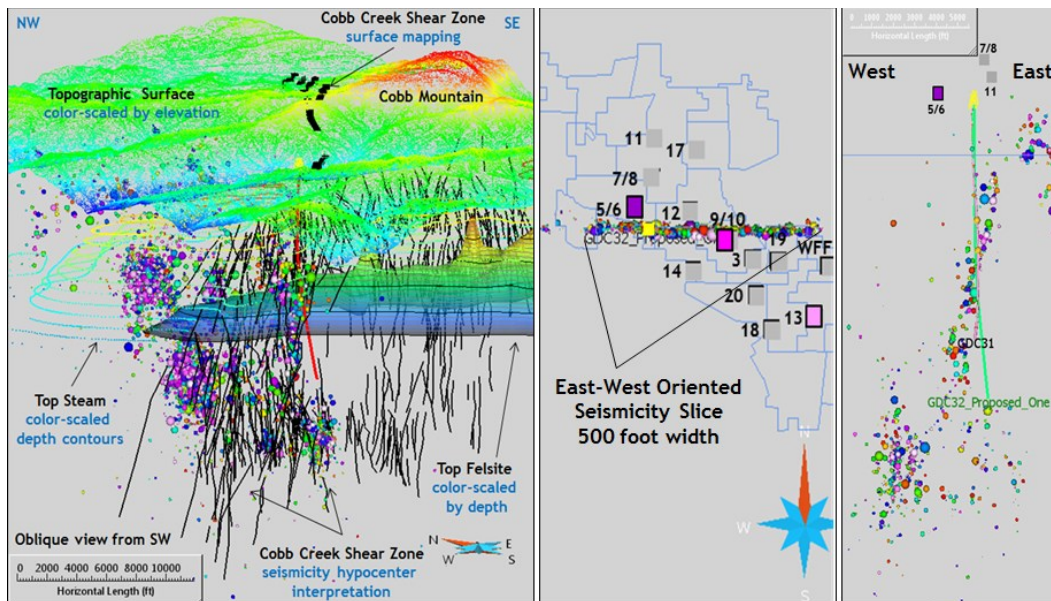 NW
Cobb Creek Shear Zone
surface mapping
SE
Topographic Surface
color-scaled by elevation
Cobb Mountain
Top Steam
color-scaled
depth contours
Top Felsite
color-scaled
by depth
Oblique view from SW
Cobb Creek Shear Zone
seismicity hypocenter
interpretation
N
E
W
S
0 2000 4000 6000 8000 10000
Horizontal Length (ft)
11
17
7/8
5/6
12
9/10
GDC32_Proposed
19
WFF
3
14
20
18
13
East-West Oriented
Seismicity Slice
500 foot width
N
W
S
0 1000 2000 3000 4000 5000
Horizontal Length (ft)
7/8
West
East
11
5/6
GDC31
GDC32_Proposed_One